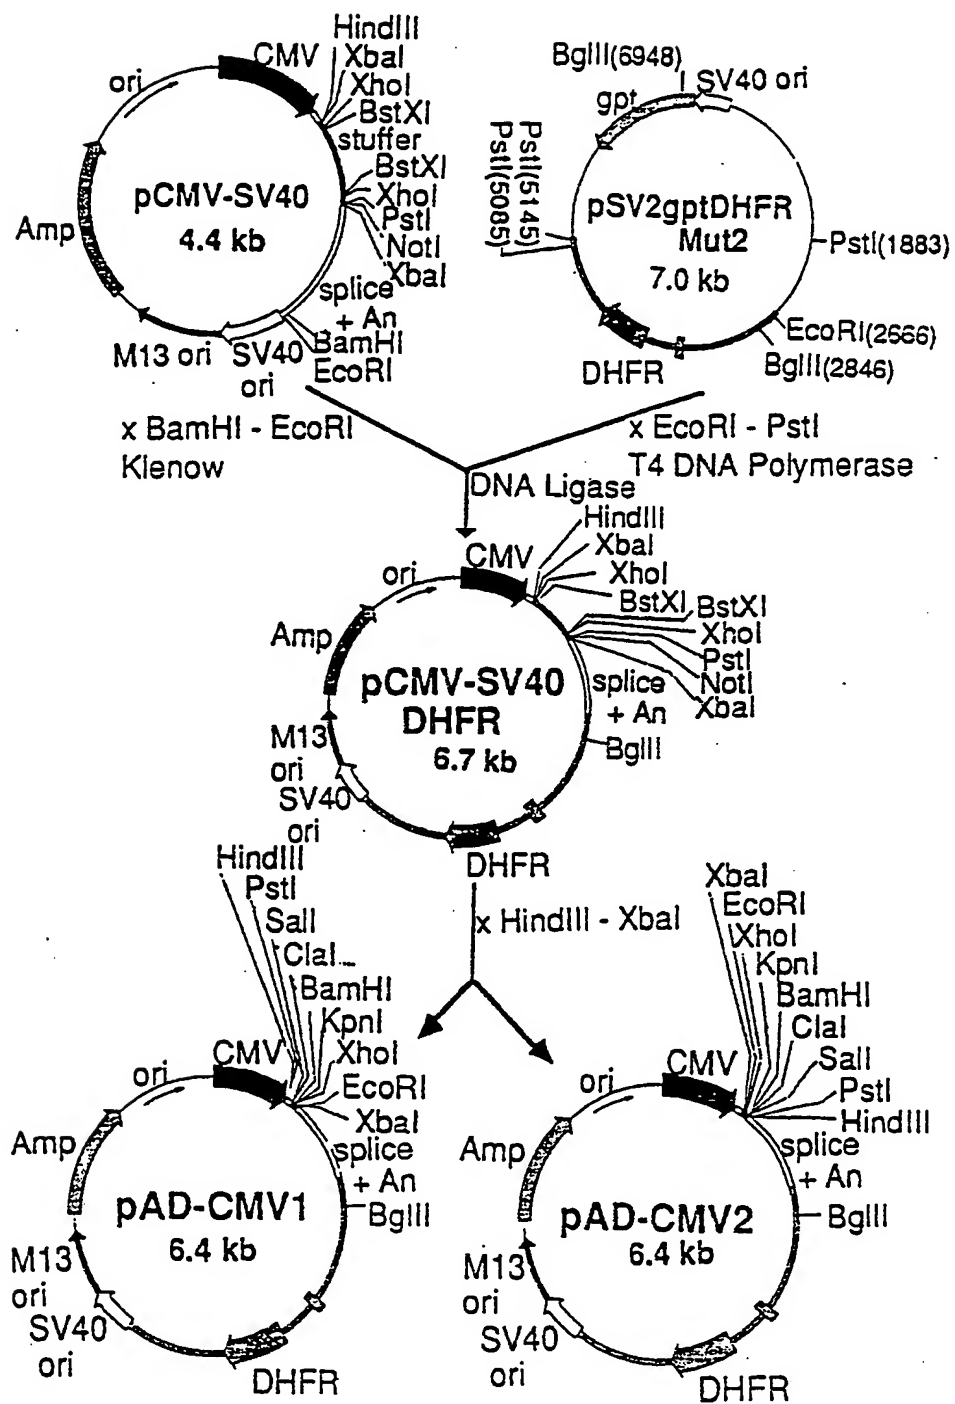 HindIII
CMV
XbaI
XhoI
BstXI
stuffer
BstXI
XhoI
PstI
NotI
XbaI
splice
+ An
BamHI
EcoRI
SV40
ori
M13 ori
Amp
ori
pCMV-SV40
4.4 kb
BglII(6948)
SV40 ori
gpt
PstI(5145)
PstI(5085)
pSV2gptDHFR
Mut2
7.0 kb
PstI(1883)
EcoRI(2666)
BglII(2846)
DHFR
x BamHI - EcoRI
Klenow
x EcoRI - PstI
T4 DNA Polymerase
DNA Ligase
HindIII
CMV
XbaI
XhoI
BstXI
BstXI
XhoI
PstI
NotI
XbaI
splice
+ An
BglII
ori
Amp
pCMV-SV40
DHFR
6.7 kb
M13
ori
SV40
ori
DHFR
x HindIII - XbaI
HindIII
PstI
SalI
ClaI
BamHI
KpnI
XhoI
EcoRI
XbaI
CMV
ori
Amp
splice
+ An
BglII
pAD-CMV1
6.4 kb
M13
ori
SV40
ori
DHFR
XbaI
EcoRI
XhoI
KpnI
BamHI
ClaI
SalI
PstI
HindIII
CMV
ori
Amp
splice
+ An
BglII
pAD-CMV2
6.4 kb
M13
ori
SV40
ori
DHFR